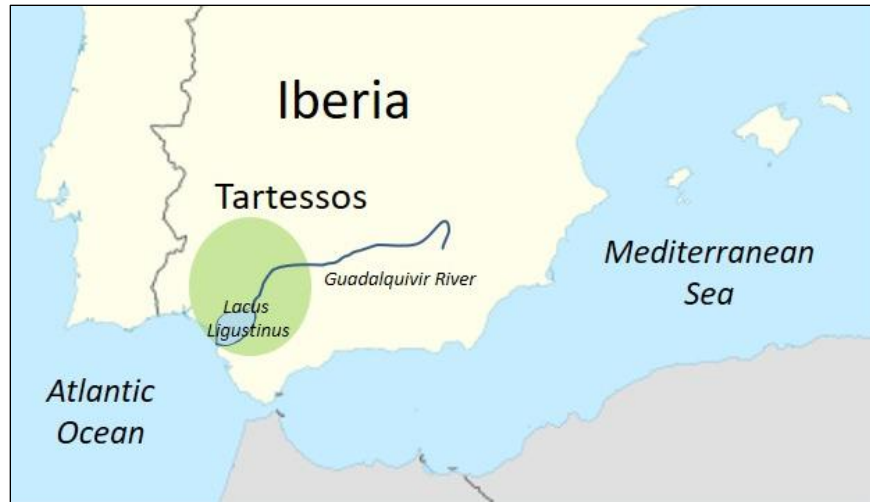 Iberia
Tartessos
Guadalquivir River
Lacus
Ligustinus
Mediterranean
Sea
Atlantic
Ocean